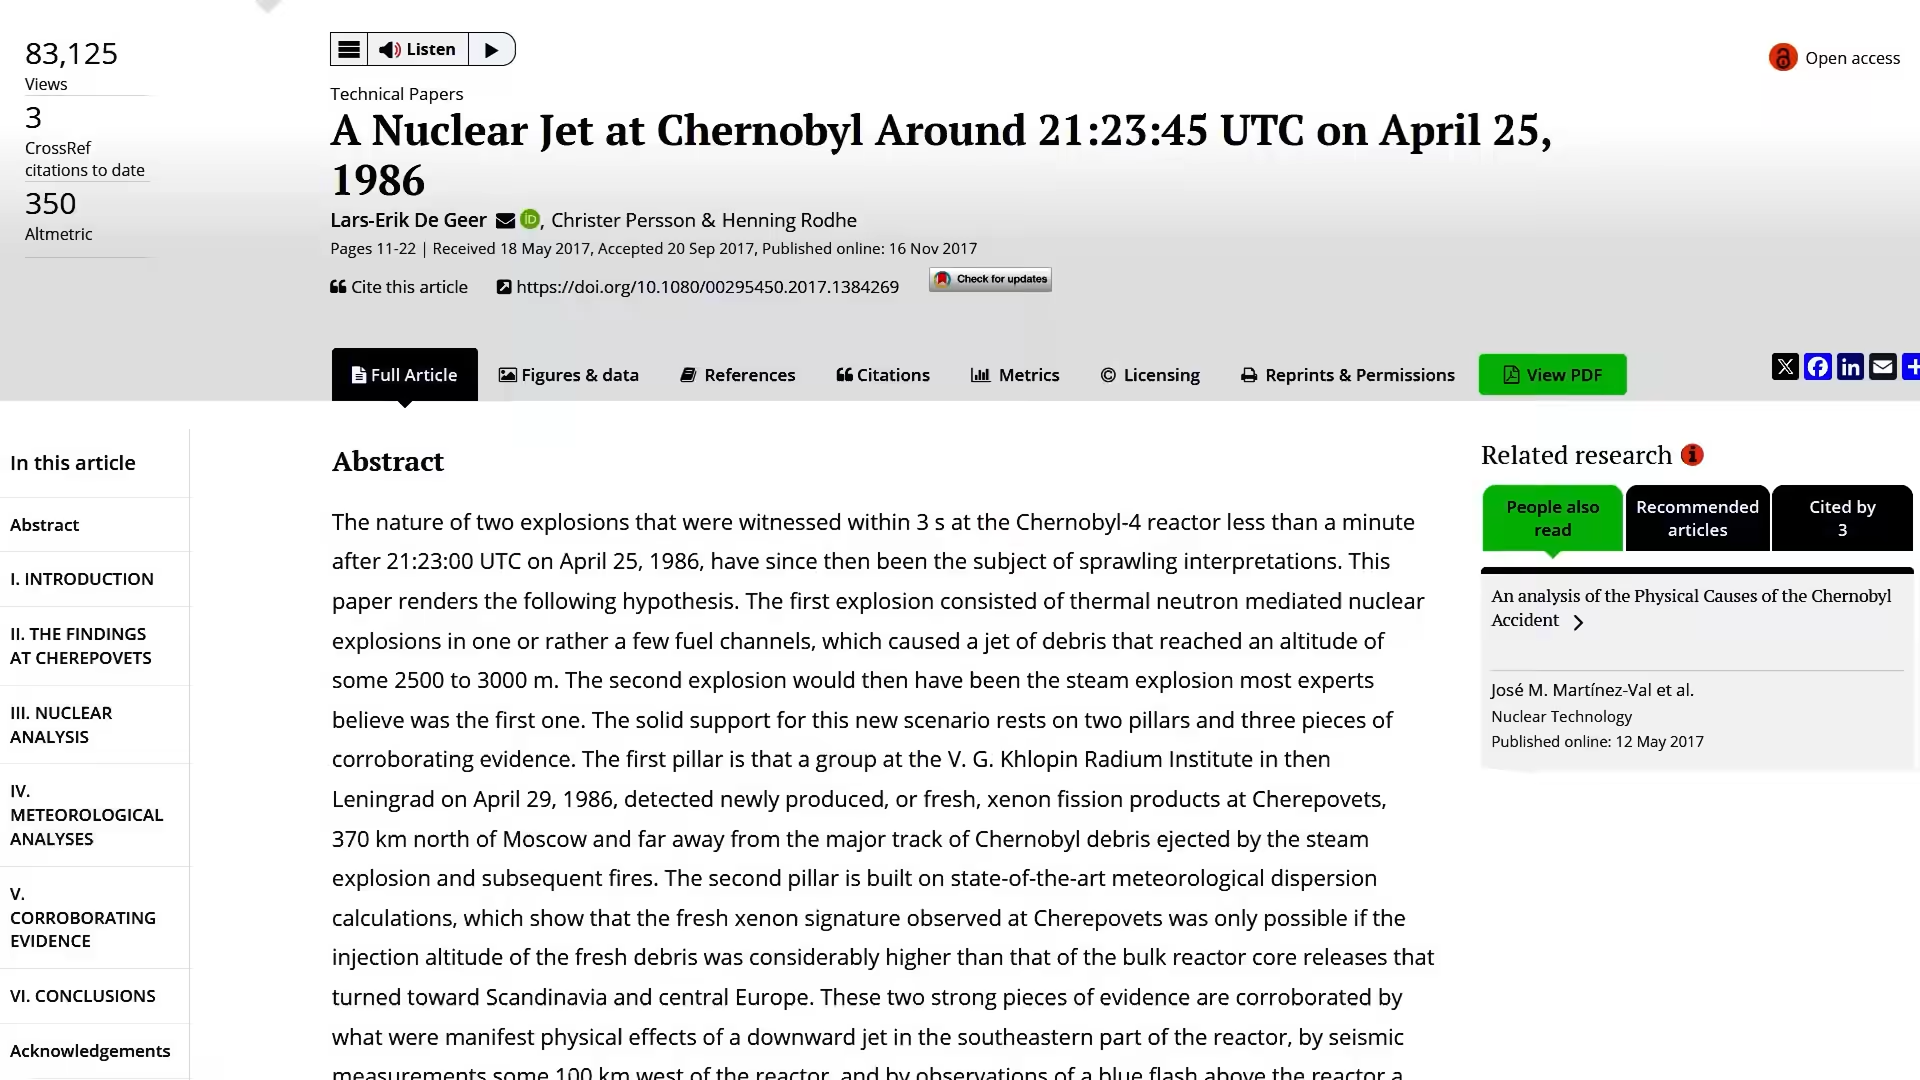 83,125
Views
3
CrossRef
citations to date
350
Altmetric
Listen
Open access
Technical Papers
A Nuclear Jet at Chernobyl Around 21:23:45 UTC on April 25,
1986
Lars-Erik De Geer iD, Christer Persson & Henning Rodhe
Pages 11-22 | Received 18 May 2017, Accepted 20 Sep 2017, Published online: 16 Nov 2017
Cite this article https://doi.org/10.1080/00295450.2017.1384269 Check for updates
Full Article Figures & data References Citations Metrics Licensing Reprints & Permissions View PDF
In this article
Abstract
I. INTRODUCTION
II. THE FINDINGS
AT CHEREPOVETS
III. NUCLEAR
ANALYSIS
IV.
METEOROLOGICAL
ANALYSES
V.
CORROBORATING
EVIDENCE
VI. CONCLUSIONS
Acknowledgements
Abstract
The nature of two explosions that were witnessed within 3 s at the Chernobyl-4 reactor less than a minute
after 21:23:00 UTC on April 25, 1986, have since then been the subject of sprawling interpretations. This
paper renders the following hypothesis. The first explosion consisted of thermal neutron mediated nuclear
explosions in one or rather a few fuel channels, which caused a jet of debris that reached an altitude of
some 2500 to 3000 m. The second explosion would then have been the steam explosion most experts
believe was the first one. The solid support for this new scenario rests on two pillars and three pieces of
corroborating evidence. The first pillar is that a group at the V. G. Khlopin Radium Institute in then
Leningrad on April 29, 1986, detected newly produced, or fresh, xenon fission products at Cherepovets,
370 km north of Moscow and far away from the major track of Chernobyl debris ejected by the steam
explosion and subsequent fires. The second pillar is built on state-of-the-art meteorological dispersion
calculations, which show that the fresh xenon signature observed at Cherepovets was only possible if the
injection altitude of the fresh debris was considerably higher than that of the bulk reactor core releases that
turned toward Scandinavia and central Europe. These two strong pieces of evidence are corroborated by
what were manifest physical effects of a downward jet in the southeastern part of the reactor, by seismic
measurements some 100 km west of the reactor, and by observations of a blue flash above the reactor a
Related research
People also
read
Recommended
articles
Cited by
3
An analysis of the Physical Causes of the Chernobyl
Accident
José M. Martínez-Val et al.
Nuclear Technology
Published online: 12 May 2017